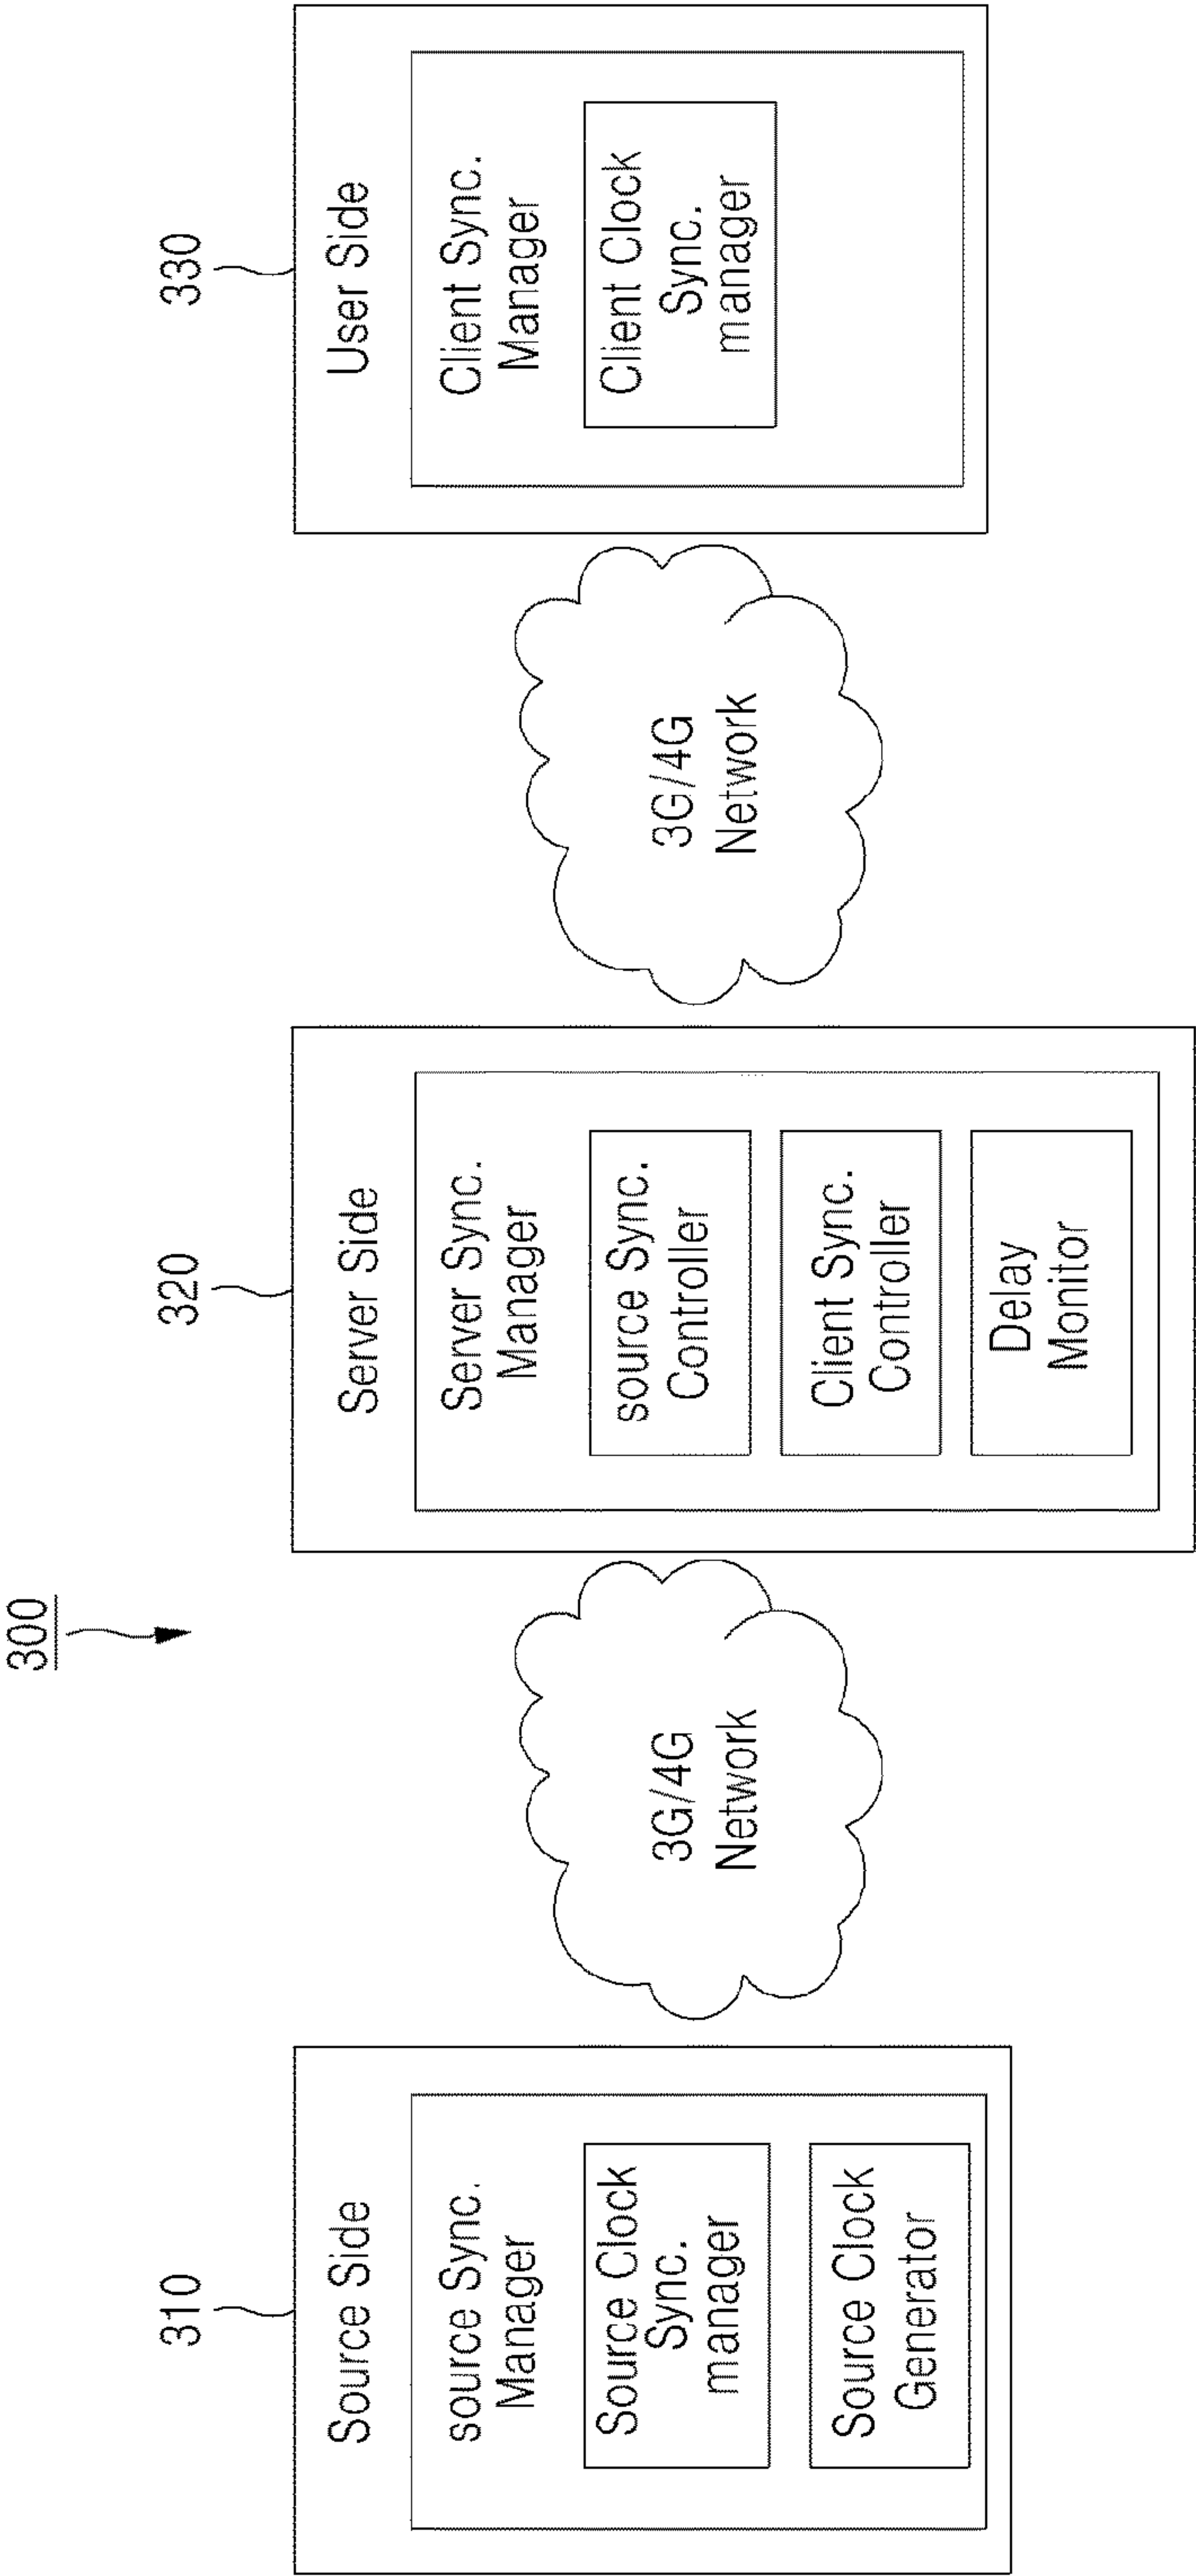 300
310
Source Side
source Sync.
Manager
Source Clock
Sync.
manager
Source Clock
Generator
3G/4G
Network
320
Server Side
Server Sync.
Manager
source Sync.
Controller
Client Sync.
Controller
Delay
Monitor
3G/4G
Network
330
User Side
Client Sync.
Manager
Client Clock
Sync.
manager